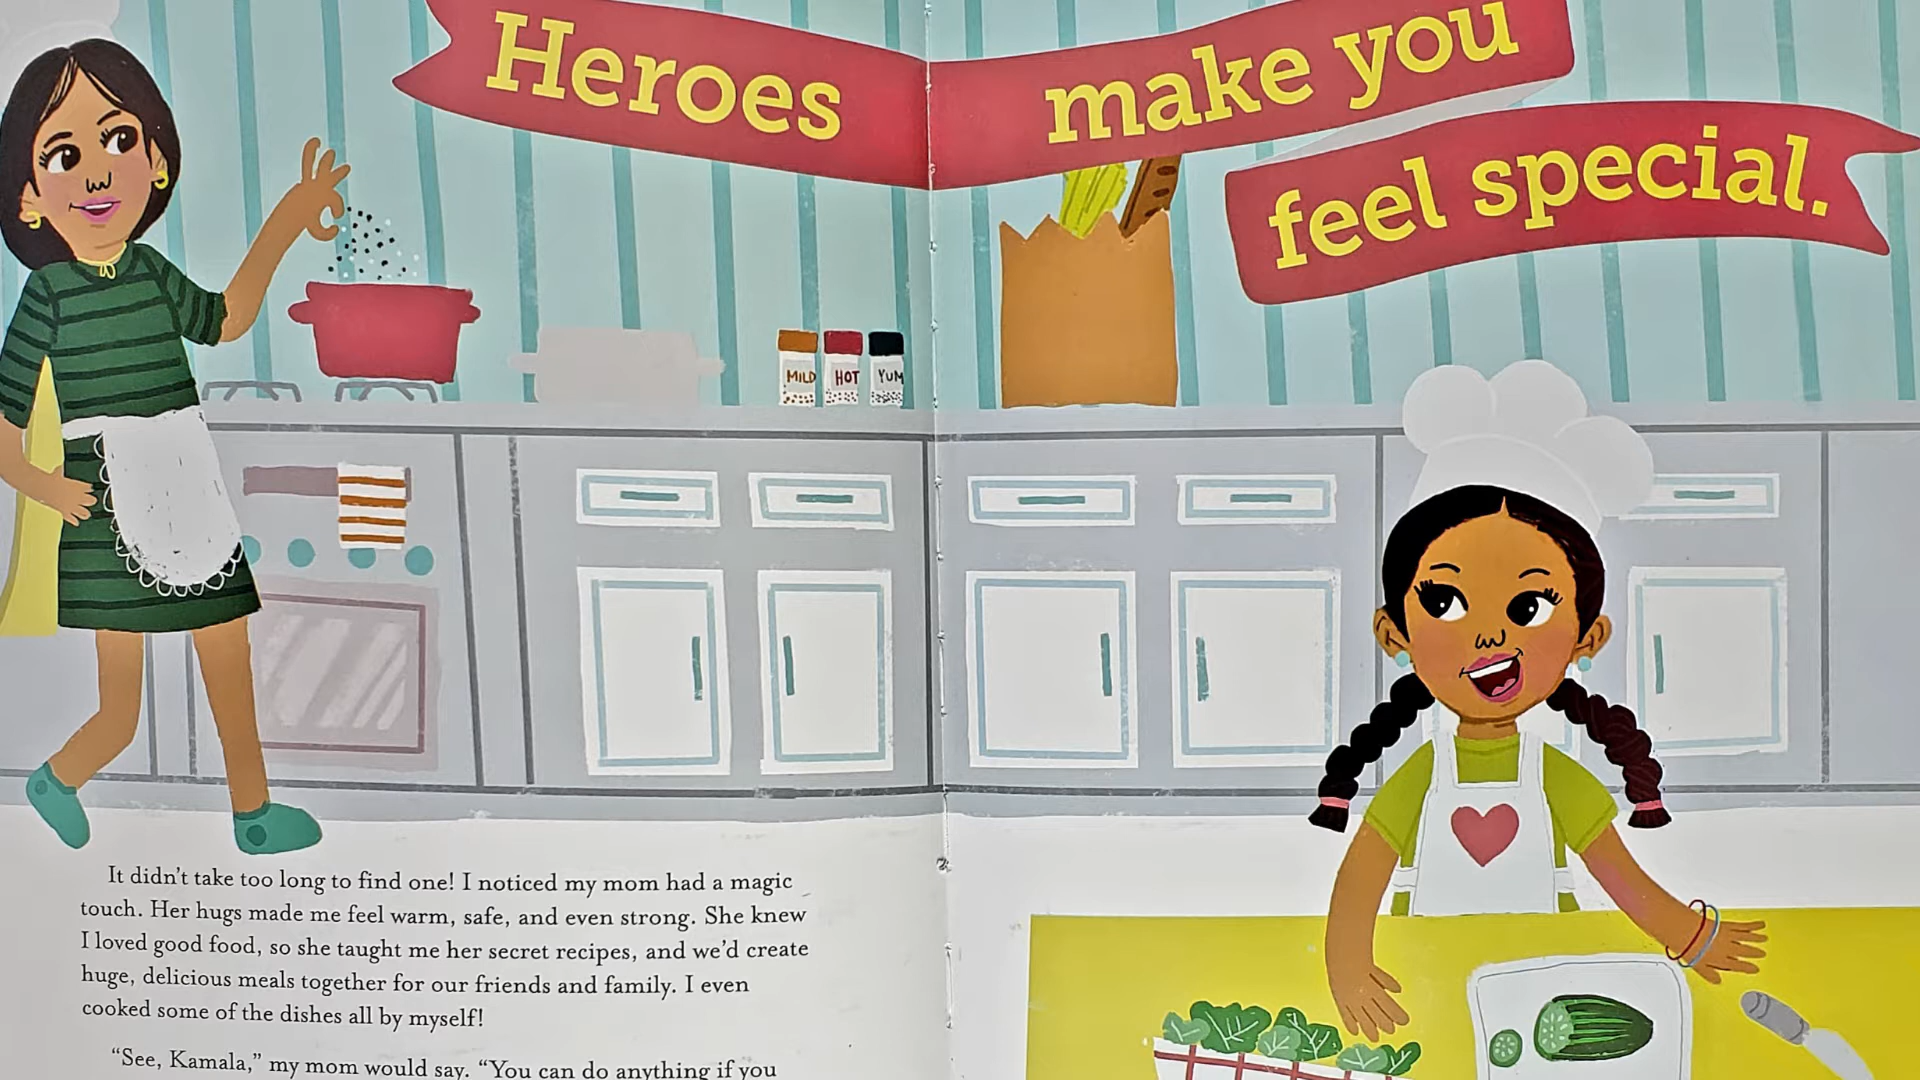 Heroes make you
feel special.
MILD HOT YUM
It didn't take too long to find one! I noticed my mom had a magic
touch. Her hugs made me feel warm, safe, and even strong. She knew
I loved good food, so she taught me her secret recipes, and we'd create
huge, delicious meals together for our friends and family. I even
cooked some of the dishes all by myself!
"See, Kamala," my mom would say. "You can do anything if you